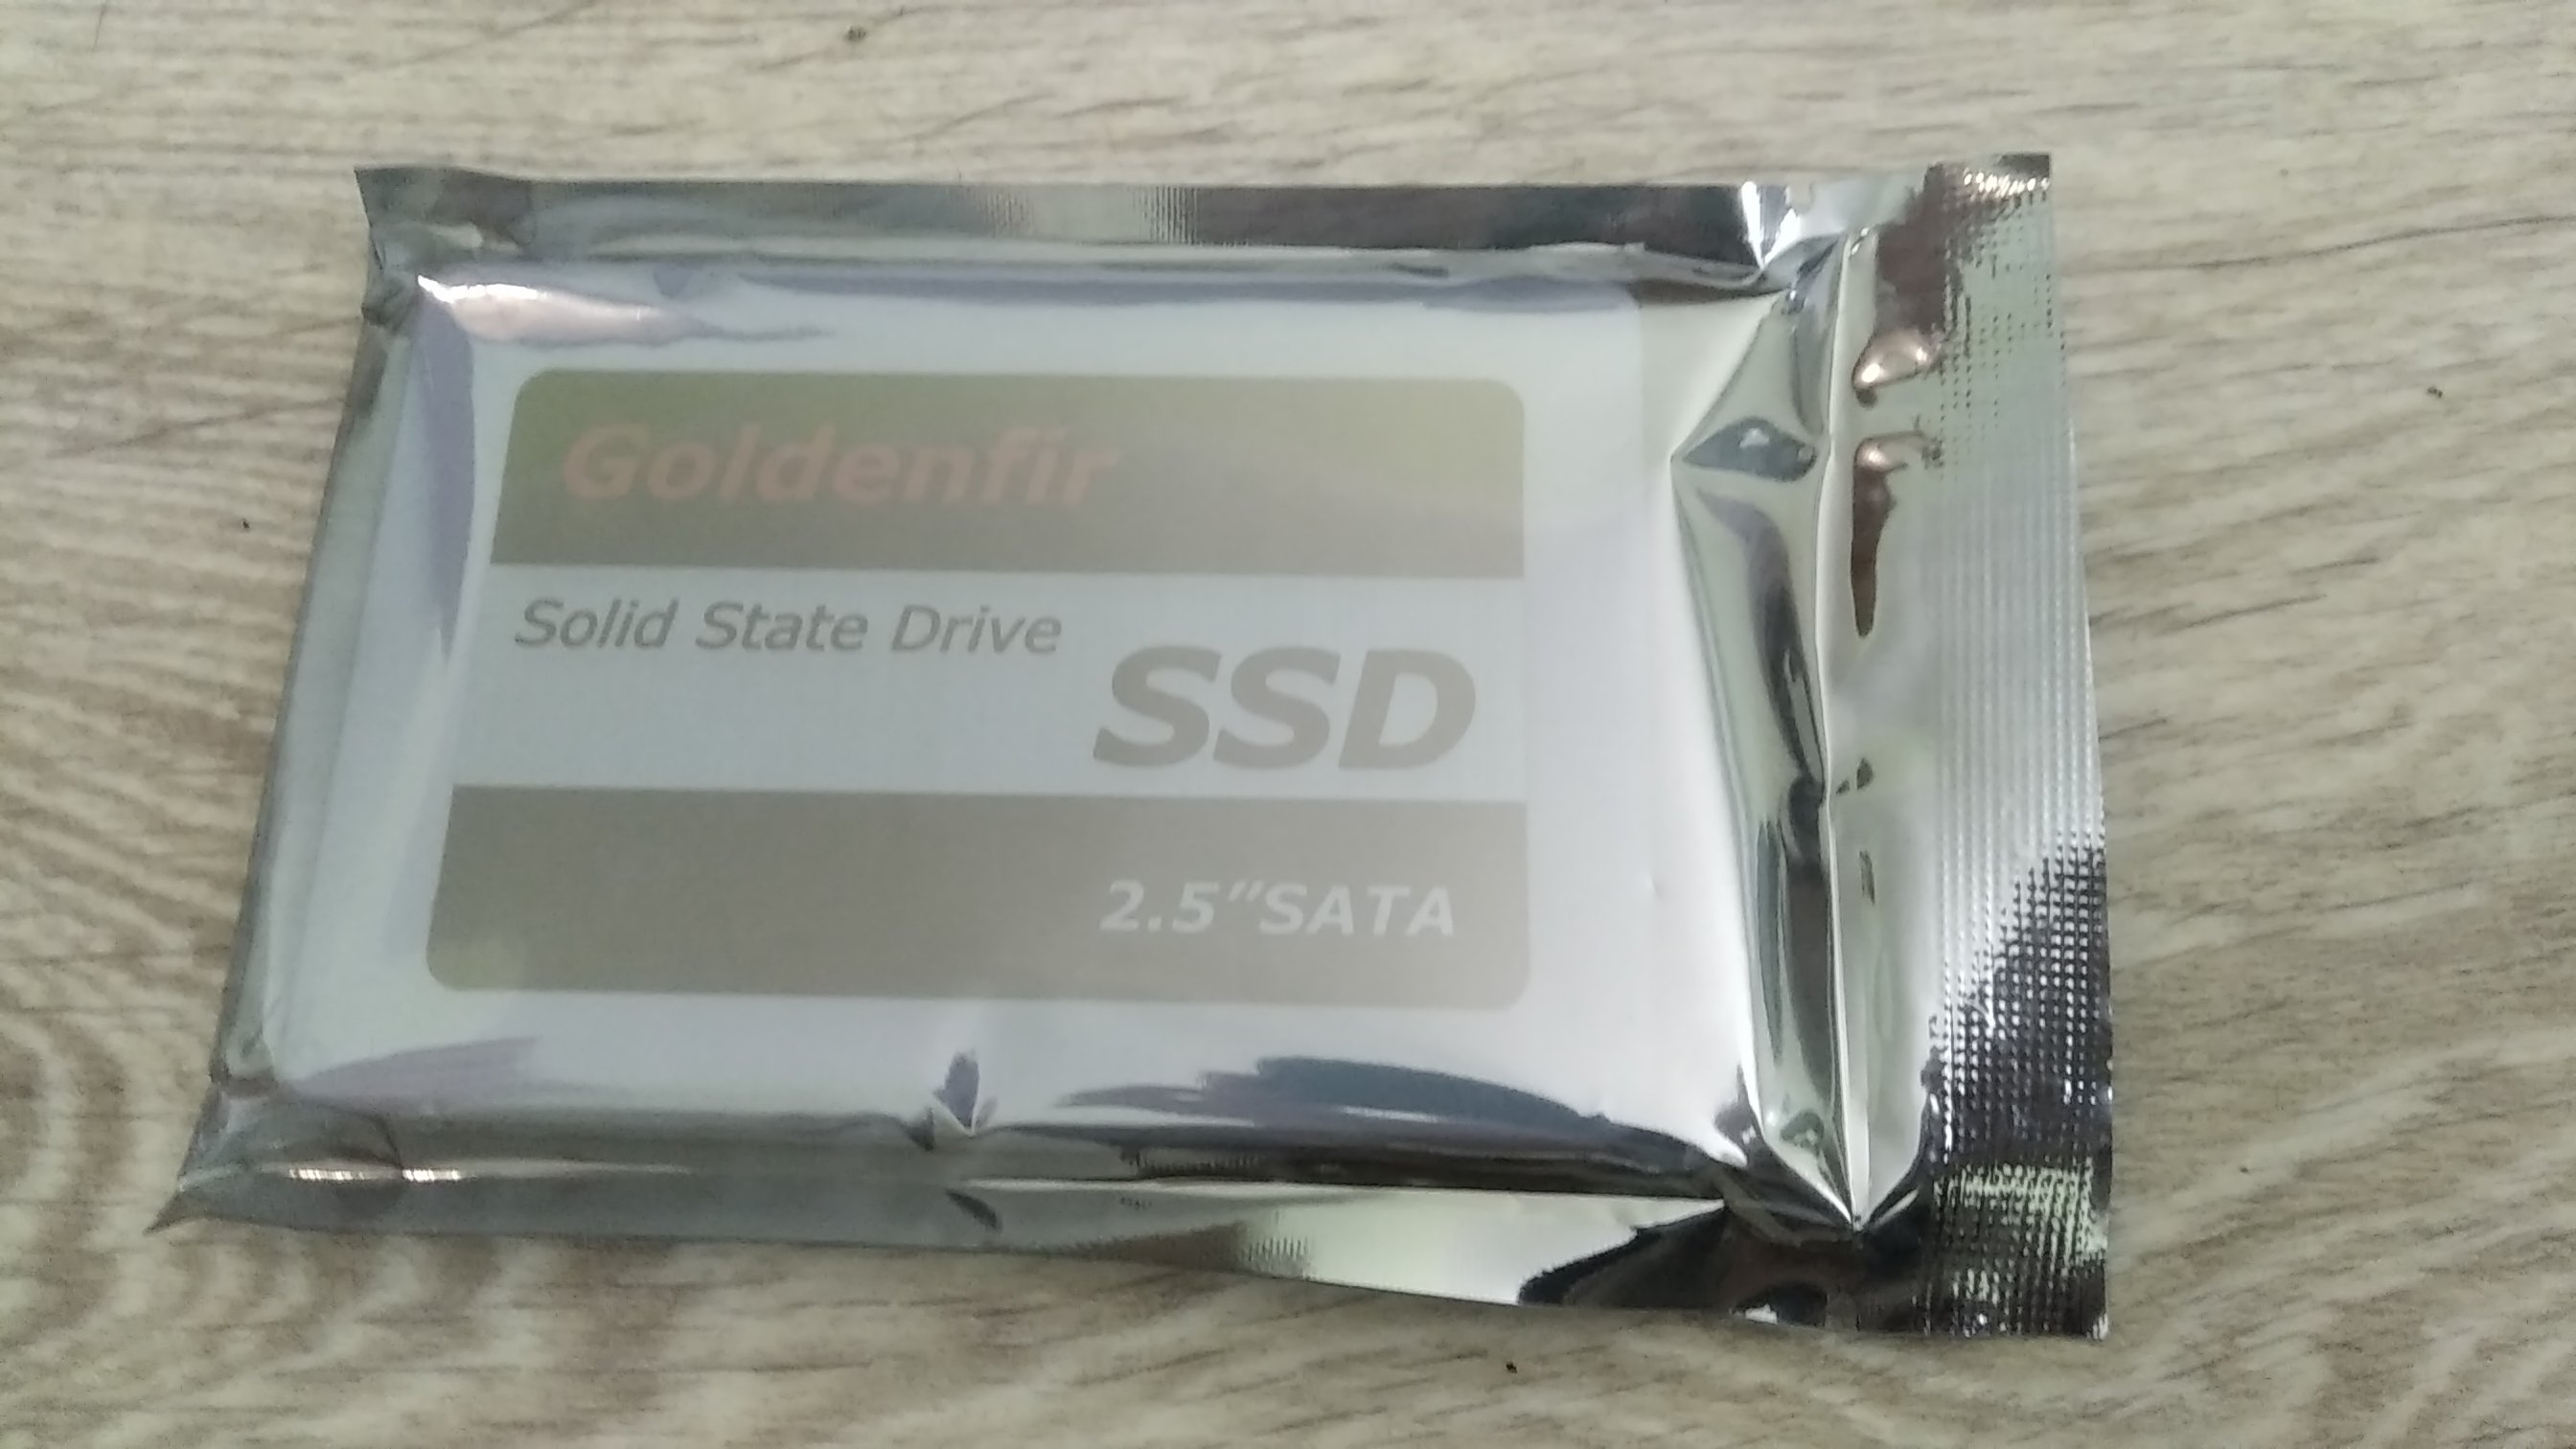 Goldenfir
Solid State Drive
SSD
2.5”SATA